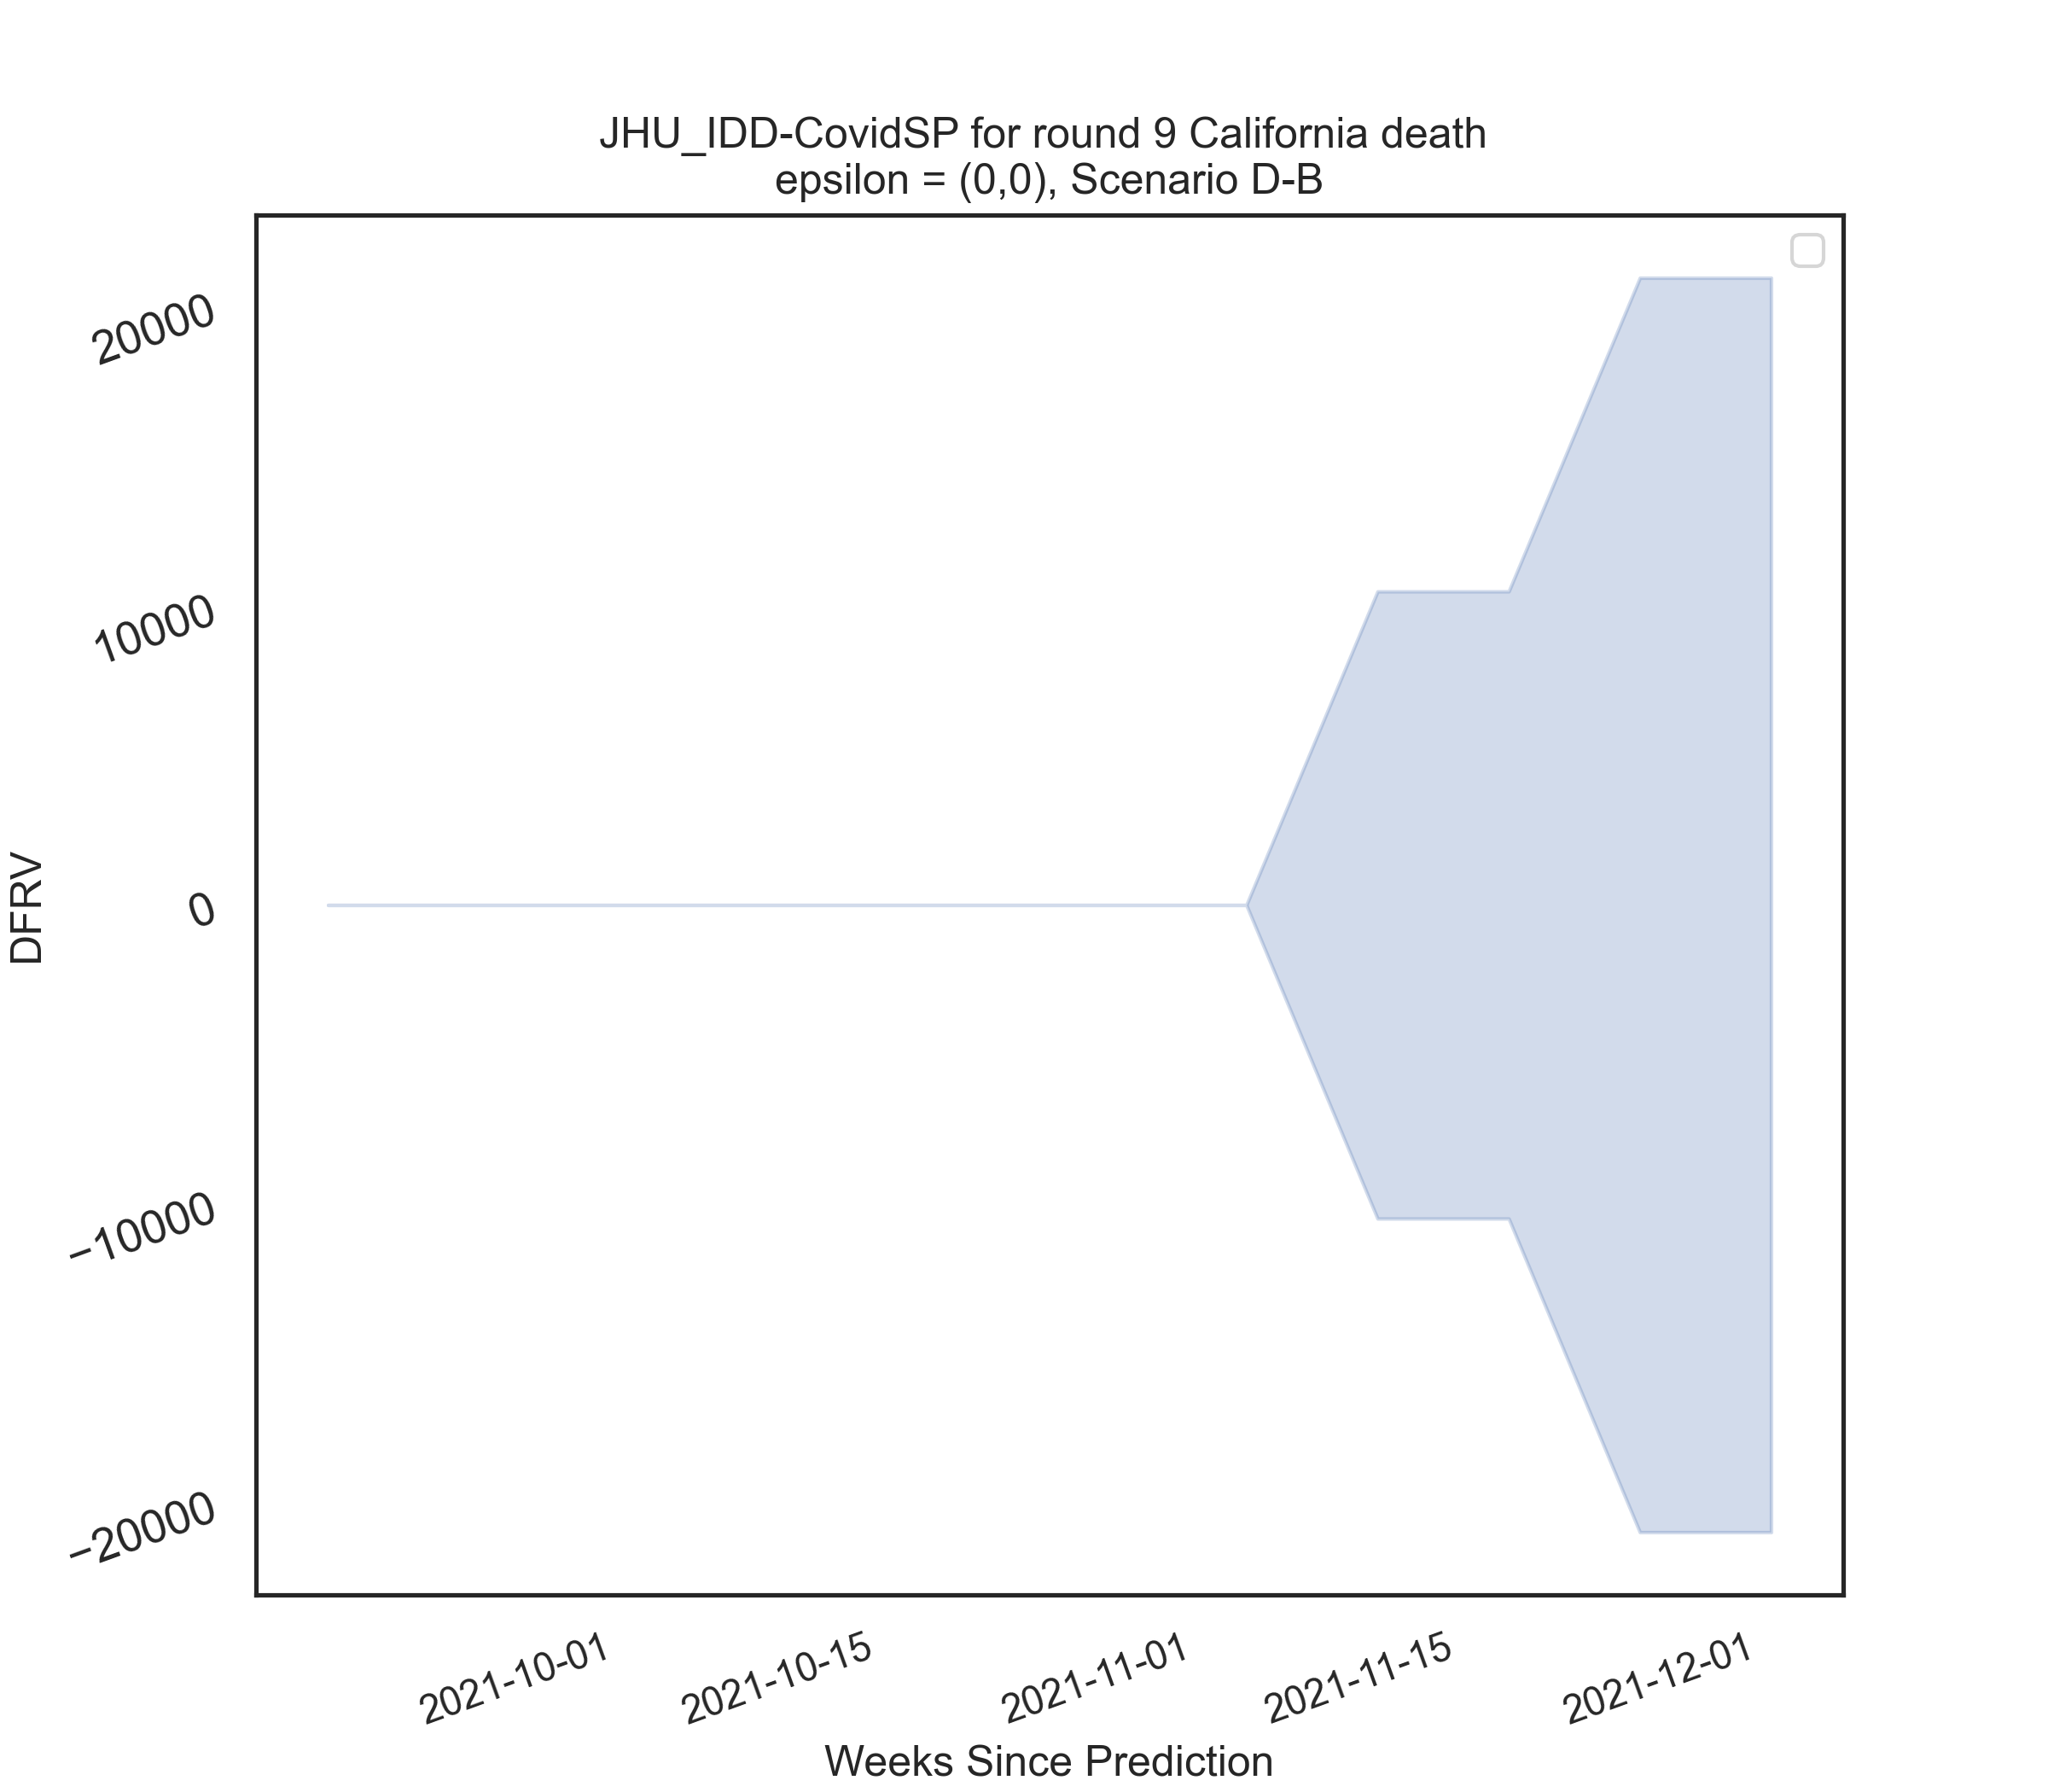 JHU_IDD-CovidSP for round 9 California death
epsilon = (0,0), Scenario D-B
20000
10000
0
−10000
−20000
DFRV
2021-10-01
2021-10-15
2021-11-01
2021-11-15
2021-12-01
Weeks Since Prediction